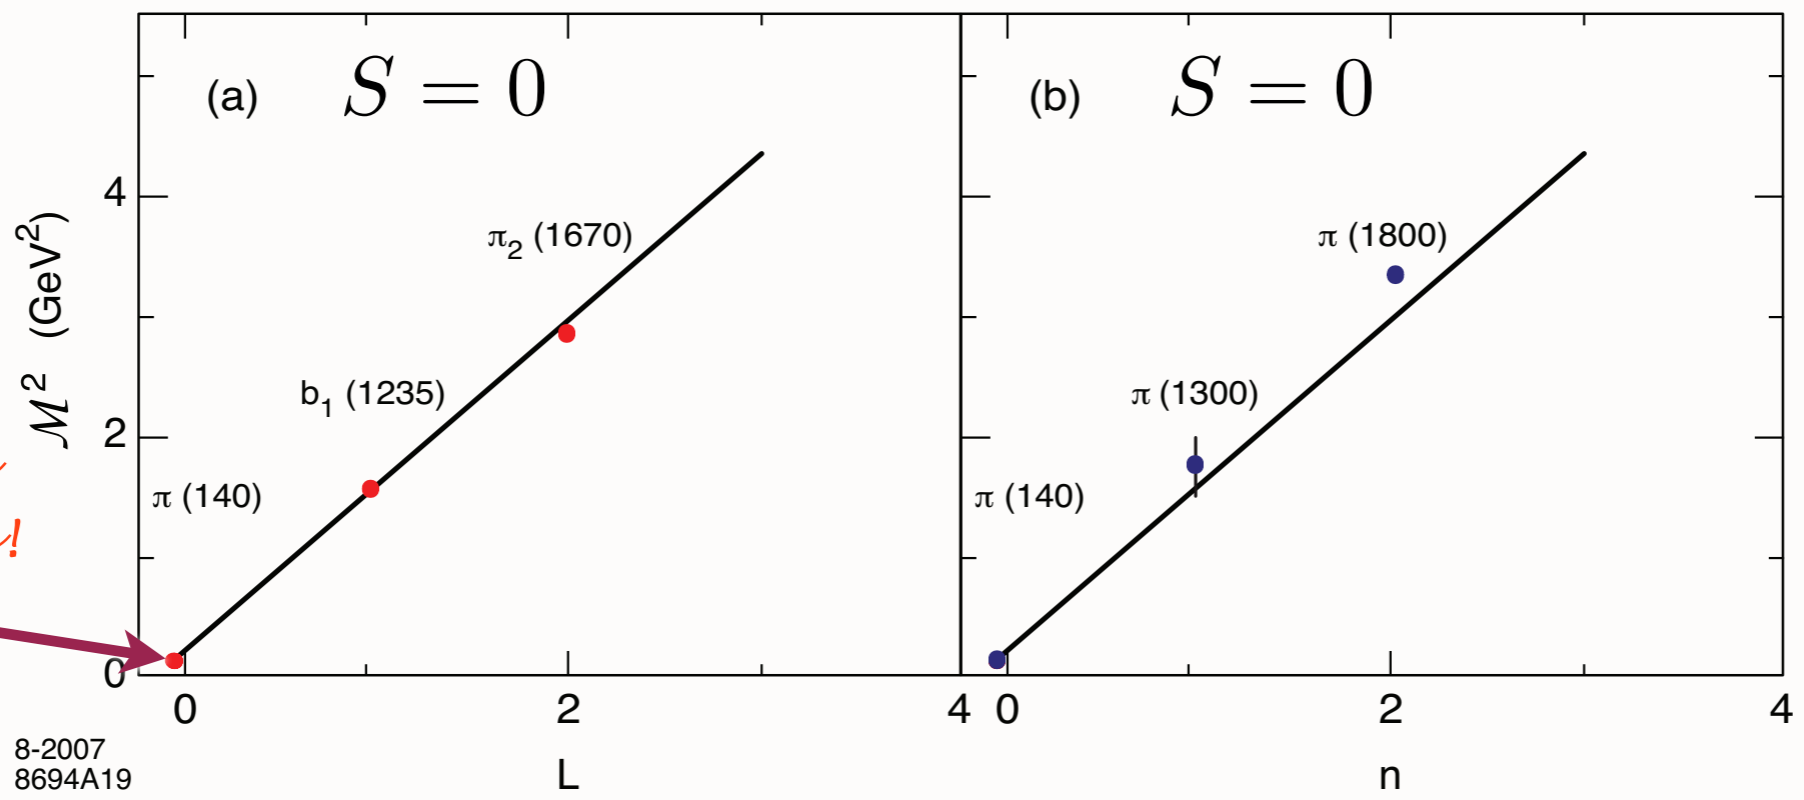 (a) S = 0
(b) S = 0
M² (GeV²)
4
2
0
π₂ (1670)
b₁ (1235)
π (140)
π (1800)
π (1300)
π (140)
!
0 2 4
0 2 4
L
n
8-2007
8694A19